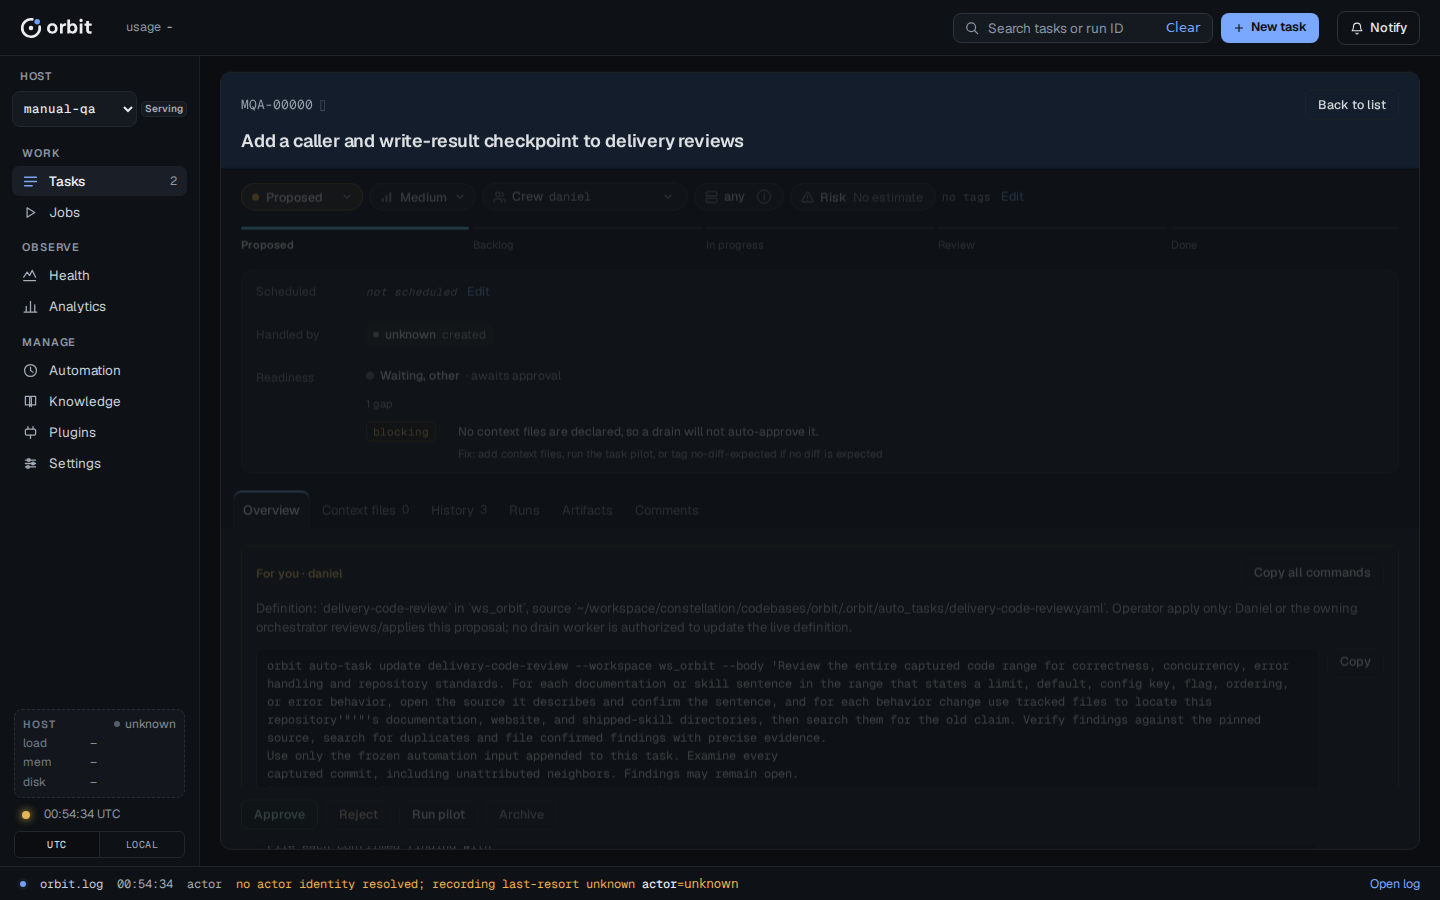 orbit
usage –
Search tasks or run ID
Clear
+ New task
Notify
HOST
manual-qa
Serving
WORK
Tasks 2
Jobs
OBSERVE
Health
Analytics
MANAGE
Automation
Knowledge
Plugins
Settings
HOST unknown
load –
mem –
disk –
00:54:34 UTC
UTC LOCAL
MQA-00000
Back to list
Add a caller and write-result checkpoint to delivery reviews
Proposed
Medium
Crew daniel
any
Risk No estimate
no tags Edit
Proposed Backlog In progress Review Done
Scheduled not scheduled Edit
Handled by unknown created
Readiness Waiting, other · awaits approval
1 gap
blocking No context files are declared, so a drain will not auto-approve it.
Fix: add context files, run the task pilot, or tag no-diff-expected if no diff is expected
Overview Context files 0 History 3 Runs Artifacts Comments
For you · daniel
Copy all commands
Definition: `delivery-code-review` in `ws_orbit`, source `~/workspace/constellation/codebases/orbit/.orbit/auto_tasks/delivery-code-review.yaml`. Operator apply only: Daniel or the owning
orchestrator reviews/applies this proposal; no drain worker is authorized to update the live definition.
Copy
orbit auto-task update delivery-code-review --workspace ws_orbit --body 'Review the entire captured code range for correctness, concurrency, error
handling and repository standards. For each documentation or skill sentence in the range that states a limit, default, config key, flag, ordering,
or error behavior, open the source it describes and confirm the sentence, and for each behavior change use tracked files to locate this
repository'"'"'s documentation, website, and shipped-skill directories, then search them for the old claim. Verify findings against the pinned
source, search for duplicates and file confirmed findings with precise evidence.
Use only the frozen automation input appended to this task. Examine every
captured commit, including unattributed neighbors. Findings may remain open.
Approve Reject Run pilot Archive
File each confirmed finding with
orbit.log 00:54:34 actor no actor identity resolved; recording last-resort unknown actor=unknown
Open log